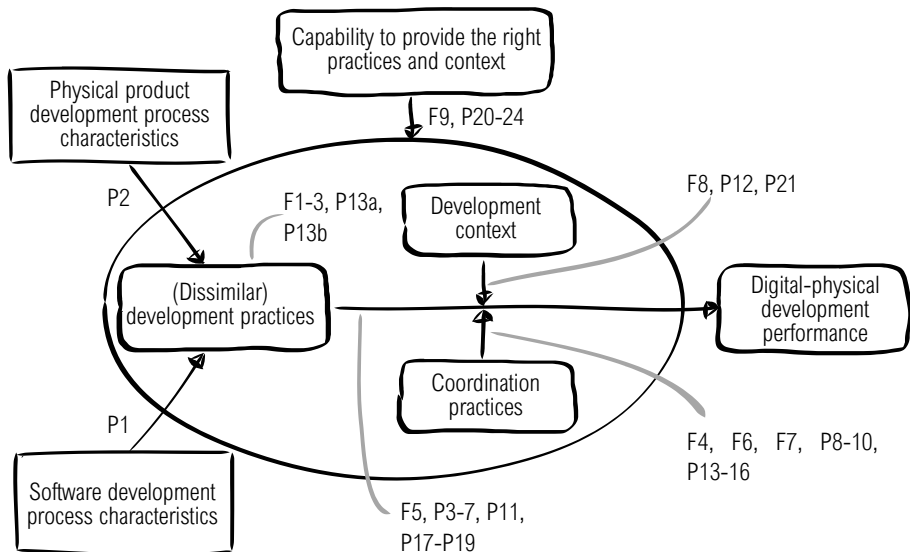 Capability to provide the right
practices and context
Physical product
development process
characteristics
F9, P20-24
P2
F1-3, P13a,
P13b
Development
context
F8, P12, P21
(Dissimilar)
development practices
Digital-physical
development
performance
Coordination
practices
P1
F4, F6, F7, P8-10,
P13-16
Software development
process characteristics
F5, P3-7, P11,
P17-P19